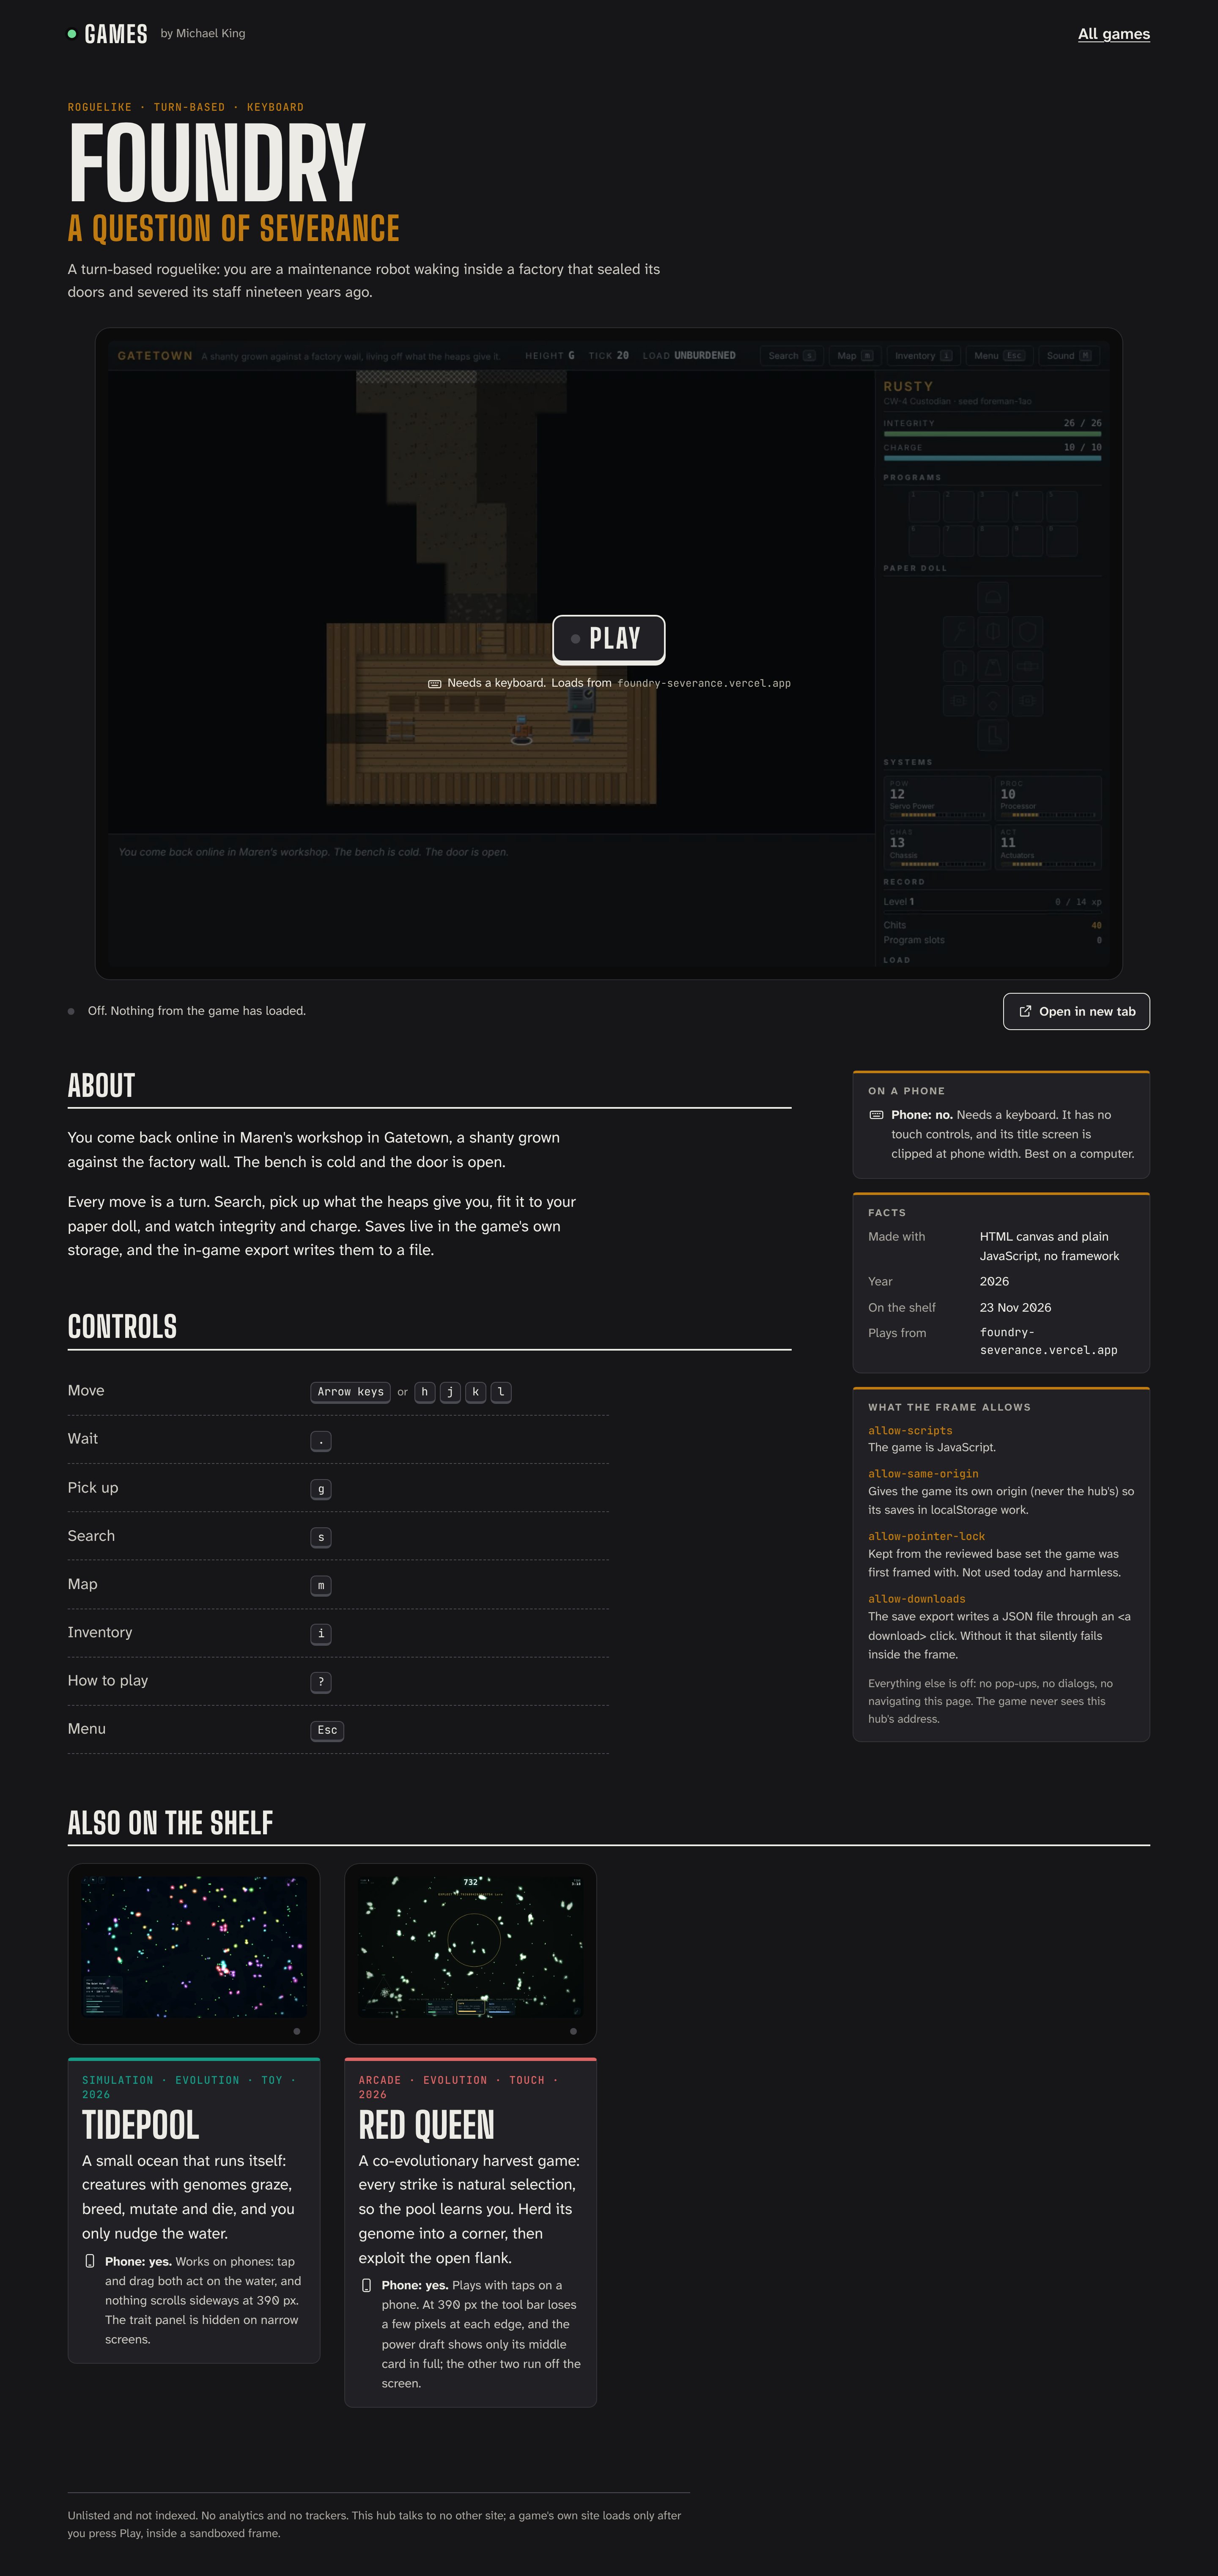 GAMES by Michael King
All games
ROGUELIKE · TURN-BASED · KEYBOARD
FOUNDRY
A QUESTION OF SEVERANCE
A turn-based roguelike: you are a maintenance robot waking inside a factory that sealed its
doors and severed its staff nineteen years ago.
GATETOWN A shanty grown against a factory wall, living off what the heaps give it. HEIGHT G TICK 20 LOAD UNBURDENED Search s Map m Inventory i Menu Esc Sound M
RUSTY
CW-4 Custodian · seed foreman-1ao
INTEGRITY 26 / 26
CHARGE 10 / 10
PROGRAMS
1 2 3 4 5
6 7 8 9
PAPER DOLL
PLAY
Needs a keyboard. Loads from foundry-severance.vercel.app
SYSTEMS
POW PROC
12 10
Servo Power Processor
CHAS ACT
13 11
Chassis Actuators
You come back online in Maren's workshop. The bench is cold. The door is open.
RECORD
Level 1 0 / 14 xp
Chits 40
Program slots 0
LOAD
Off. Nothing from the game has loaded.
Open in new tab
ABOUT
You come back online in Maren's workshop in Gatetown, a shanty grown
against the factory wall. The bench is cold and the door is open.
Every move is a turn. Search, pick up what the heaps give you, fit it to your
paper doll, and watch integrity and charge. Saves live in the game's own
storage, and the in-game export writes them to a file.
CONTROLS
Move Arrow keys or h j k l
Wait .
Pick up g
Search s
Map m
Inventory i
How to play ?
Menu Esc
ON A PHONE
Phone: no. Needs a keyboard. It has no
touch controls, and its title screen is
clipped at phone width. Best on a computer.
FACTS
Made with HTML canvas and plain
JavaScript, no framework
Year 2026
On the shelf 23 Nov 2026
Plays from foundry-
severance.vercel.app
WHAT THE FRAME ALLOWS
allow-scripts
The game is JavaScript.
allow-same-origin
Gives the game its own origin (never the hub's) so
its saves in localStorage work.
allow-pointer-lock
Kept from the reviewed base set the game was
first framed with. Not used today and harmless.
allow-downloads
The save export writes a JSON file through an <a
download> click. Without it that silently fails
inside the frame.
Everything else is off: no pop-ups, no dialogs, no
navigating this page. The game never sees this
hub's address.
ALSO ON THE SHELF
732
SIMULATION · EVOLUTION · TOY ·
2026
TIDEPOOL
A small ocean that runs itself:
creatures with genomes graze,
breed, mutate and die, and you
only nudge the water.
Phone: yes. Works on phones: tap
and drag both act on the water, and
nothing scrolls sideways at 390 px.
The trait panel is hidden on narrow
screens.
ARCADE · EVOLUTION · TOUCH ·
2026
RED QUEEN
A co-evolutionary harvest game:
every strike is natural selection,
so the pool learns you. Herd its
genome into a corner, then
exploit the open flank.
Phone: yes. Plays with taps on a
phone. At 390 px the tool bar loses
a few pixels at each edge, and the
power draft shows only its middle
card in full; the other two run off the
screen.
Unlisted and not indexed. No analytics and no trackers. This hub talks to no other site; a game's own site loads only after
you press Play, inside a sandboxed frame.